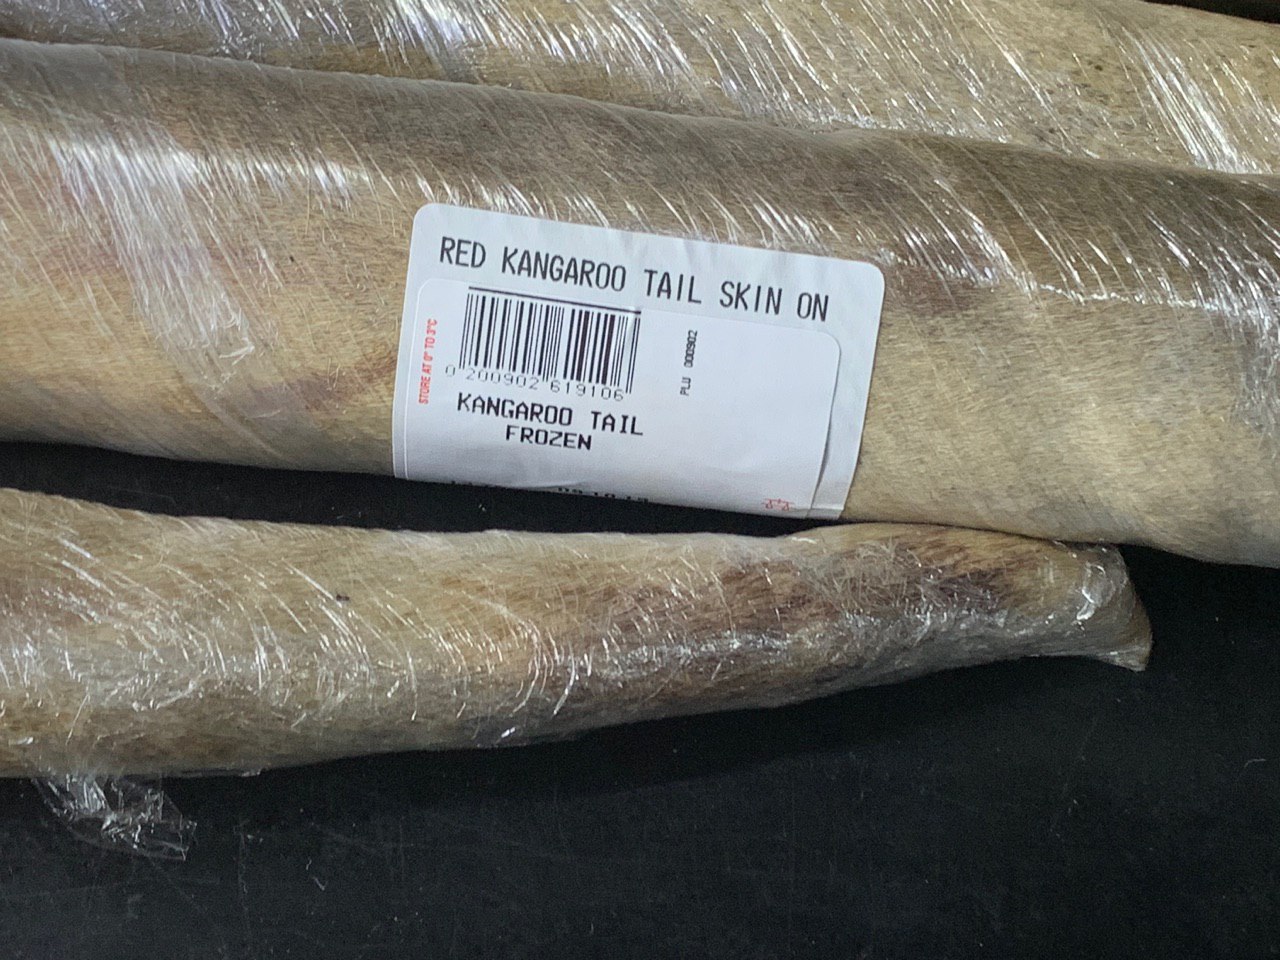 RED KANGAROO TAIL SKIN ON
STORE AT 0° TO 3°C
0 200902 619106
PLU 000902
KANGAROO TAIL
FROZEN